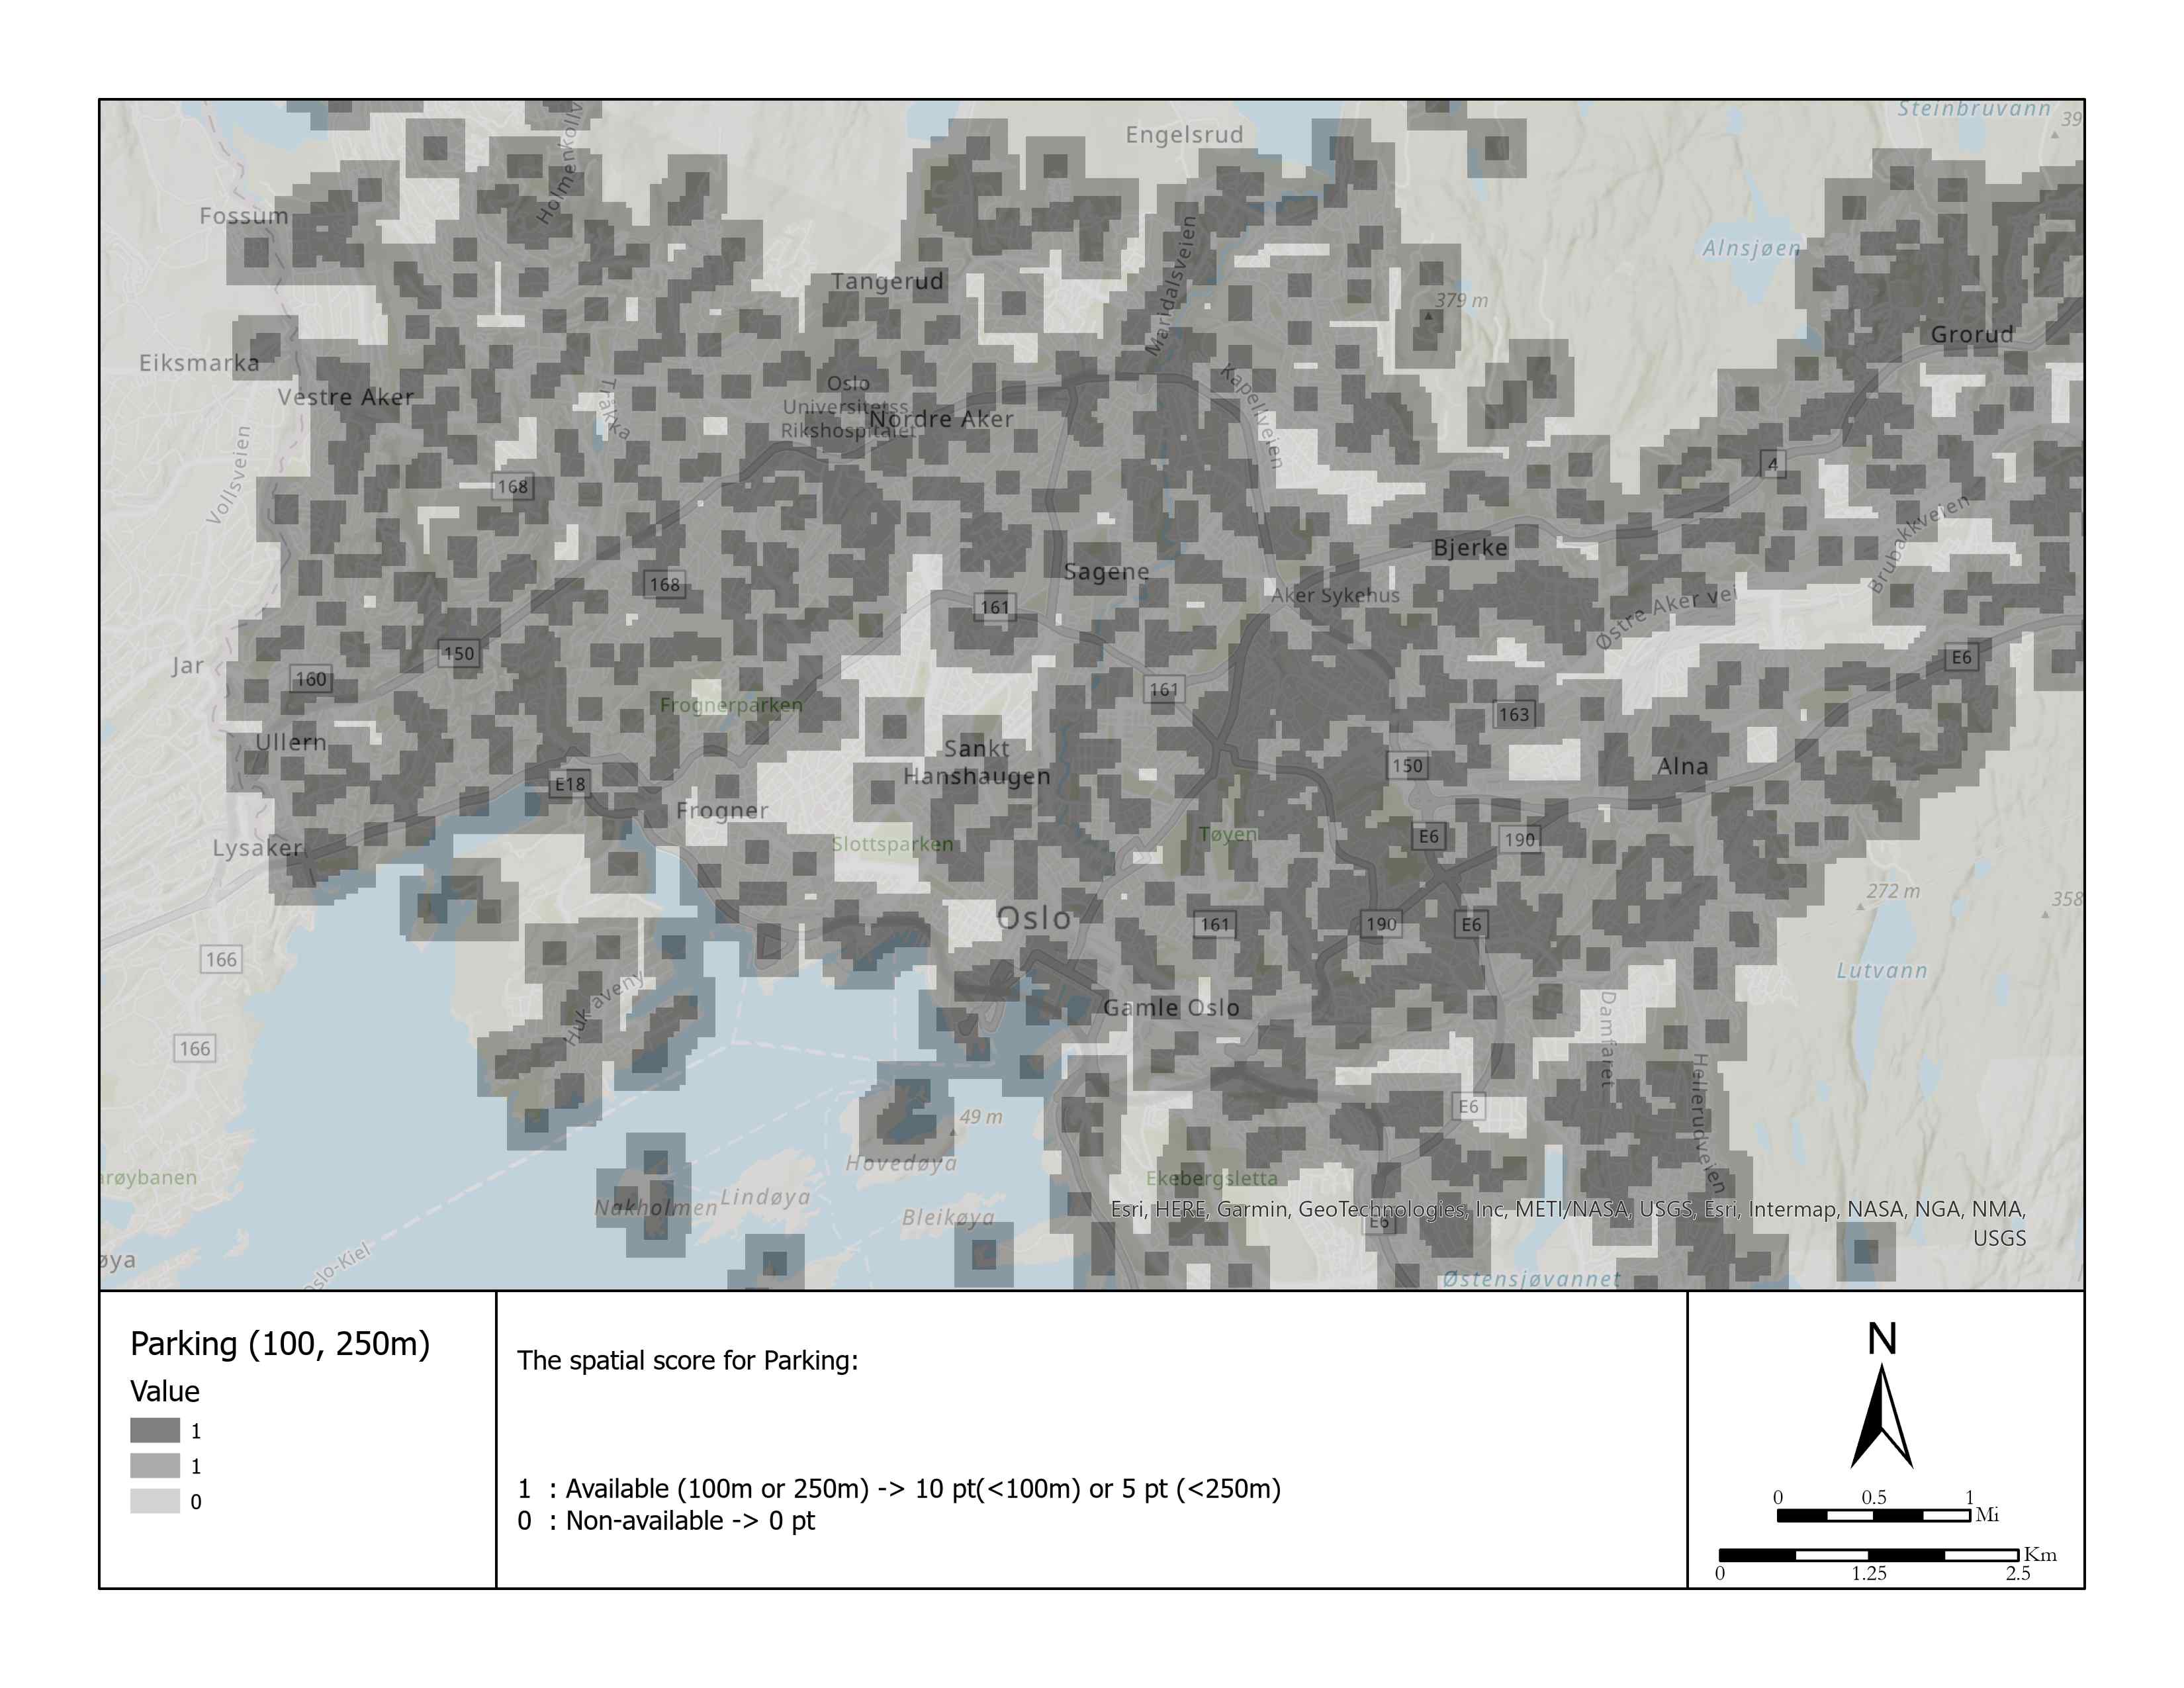 Steinbruvann
39
Engelsrud
Holmenkollv
Fossum
Maridalsveien
Alnsjøen
Tangerud
379 m
Grorud
Eiksmarka
Oslo
Universitetss
Rikshospitalet
Vestre Aker
Nordre Aker
Kapellveien
Trakka
Vollsveien
168
4
Brubakkveien
Bjerke
Sagene
168
Aker Sykehus
161
Østre Aker vei
150
E6
Jar
160
161
Frognerparken
163
Ullern
Sankt
Hanshaugen
150
Alna
E18
Frogner
Tøyen
E6
190
Lysaker
Slottsparken
272 m
358
Oslo
161
190
E6
166
Lutvann
Huk aveny
Gamle Oslo
Damfaret
166
Hellerudveien
E6
49 m
Hovedøya
arøybanen
Ekebergsletta
Nakholmen
Lindøya
Bleikøya
Esri, HERE, Garmin, GeoTechnologies, Inc, METI/NASA, USGS, Esri, Intermap, NASA, NGA, NMA,
USGS
E6
øya
Oslo-Kiel
Østensjøvannet
Parking (100, 250m)
Value
1
1
0
The spatial score for Parking:
1 : Available (100m or 250m) -> 10 pt(<100m) or 5 pt (<250m)
0 : Non-available -> 0 pt
N
0 0.5 1
Mi
Km
0 1.25 2.5